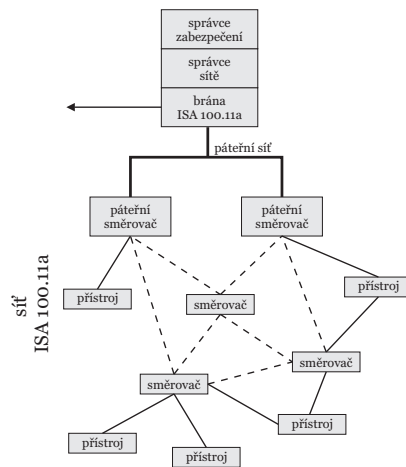 správce
zabezpečení
správce
sítě
brána
ISA 100.11a
páteřní síť
páteřní
směrovač
páteřní
směrovač
přístroj
směrovač
přístroj
síť
ISA 100.11a
směrovač
směrovač
přístroj
přístroj
přístroj